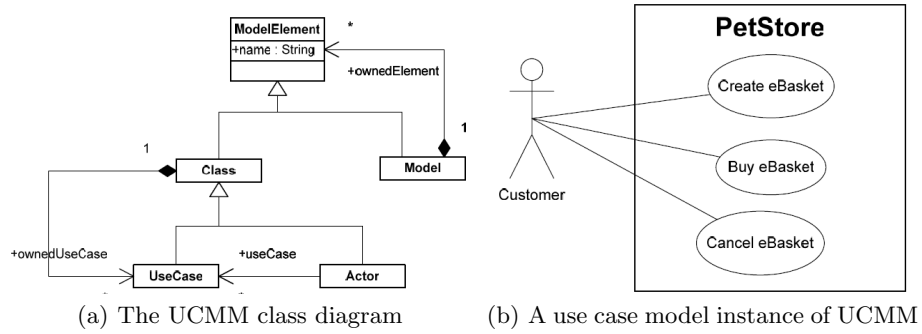 ModelElement
*
+name : String
+ownedElement
1
1
Class
Model
+ownedUseCase
+useCase
UseCase
Actor
* *
(a) The UCMM class diagram
PetStore
Create eBasket
Buy eBasket
Customer
Cancel eBasket
(b) A use case model instance of UCMM